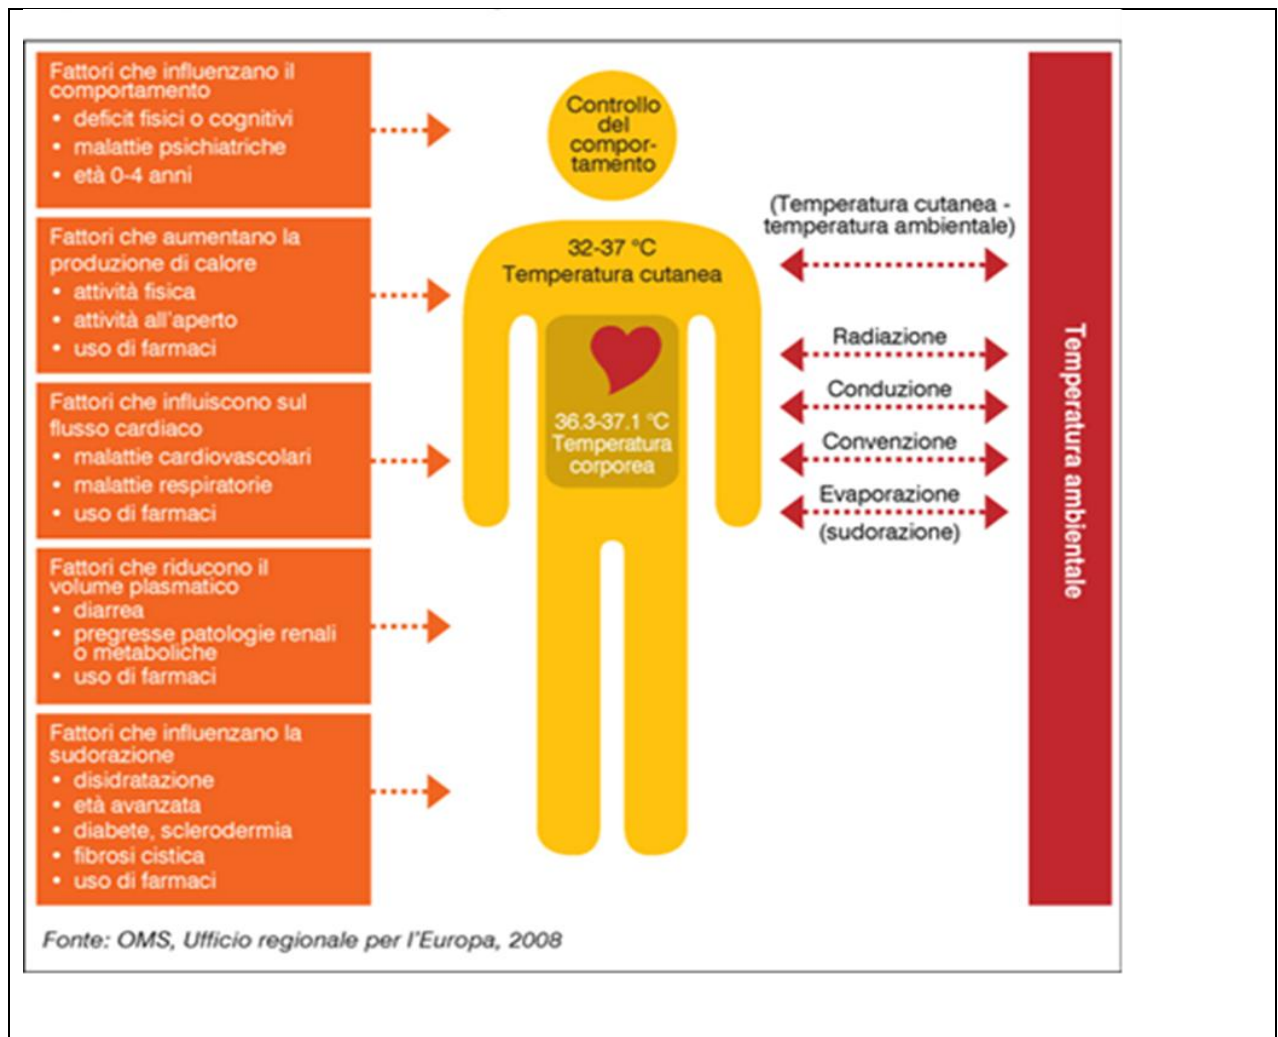 Fattori che influenzano il
comportamento
• deficit fisici o cognitivi
• malattie psichiatriche
• età 0-4 anni
Fattori che aumentano la
produzione di calore
• attività fisica
• attività all'aperto
• uso di farmaci
Fattori che influiscono sul
flusso cardiaco
• malattie cardiovascolari
• malattie respiratorie
• uso di farmaci
Fattori che riducono il
volume plasmatico
• diarrea
• pregresse patologie renali
o metaboliche
• uso di farmaci
Fattori che influenzano la
sudorazione
• disidratazione
• età avanzata
• diabete, sclerodermia
• fibrosi cistica
• uso di farmaci
Controllo
del
compor-
tamento
32-37 °C
Temperatura cutanea
36.3-37.1 °C
Temperatura
corporea
(Temperatura cutanea -
temperatura ambientale)
Radiazione
Conduzione
Convenzione
Evaporazione
(sudorazione)
Temperatura ambientale
Fonte: OMS, Ufficio regionale per l'Europa, 2008